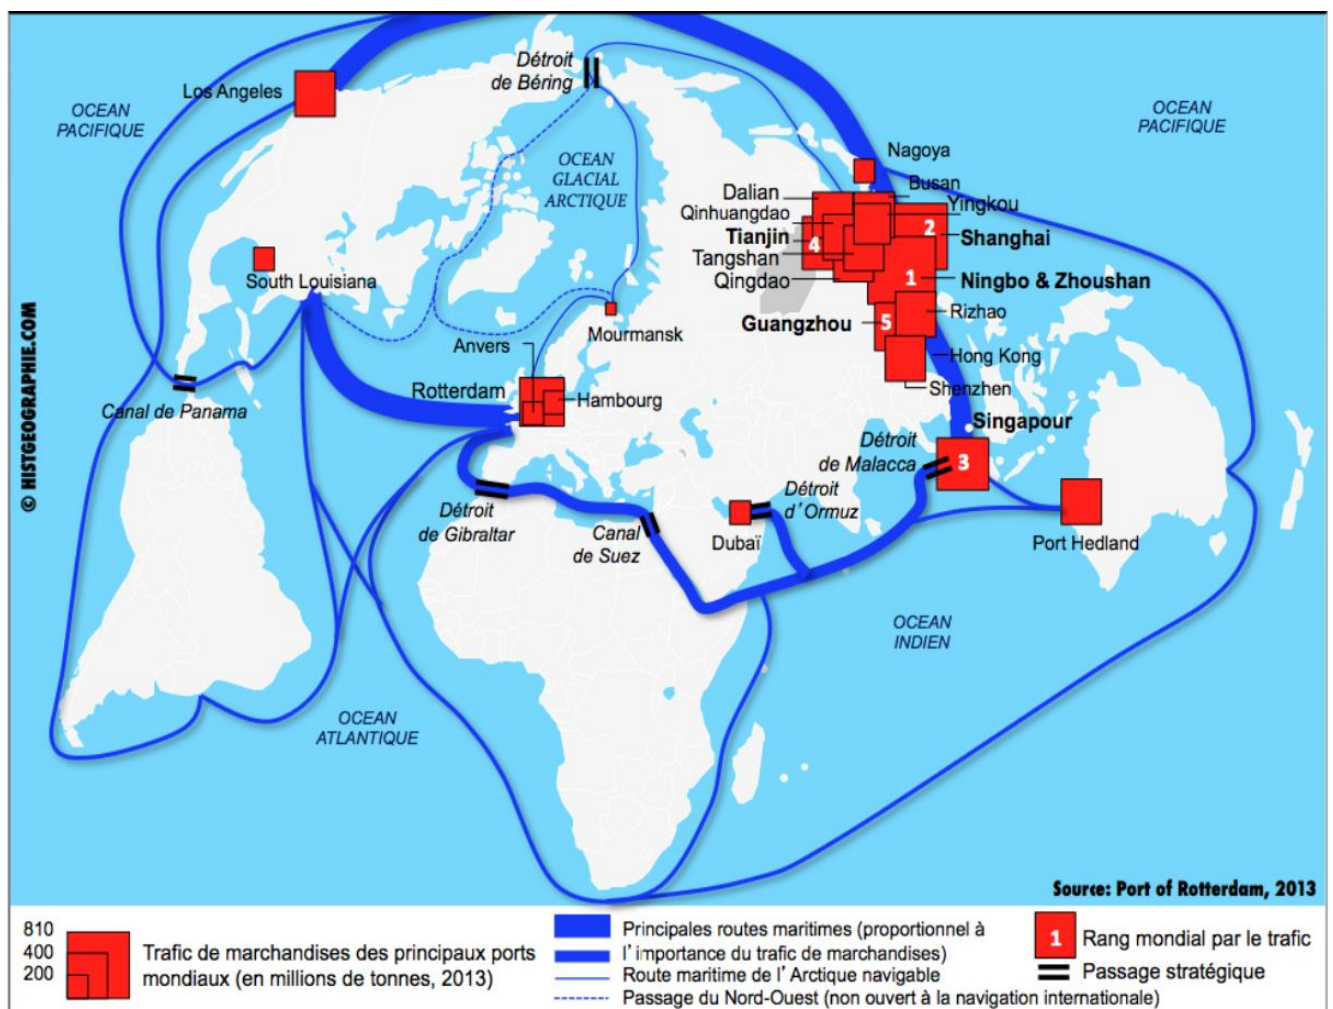 Los Angeles
OCEAN
PACIFIQUE
Détroit
de Béring
OCEAN
PACIFIQUE
OCEAN
GLACIAL
ARCTIQUE
Nagoya
Dalian
Busan
Qinhuangdao
Yingkou
Tianjin
4
2
Shanghai
Tangshan
Qingdao
1
Ningbo & Zhoushan
South Louisiana
Mourmansk
Guangzhou
5
Rizhao
Anvers
Hong Kong
Shenzhen
Rotterdam
Hambourg
Canal de Panama
Singapour
Détroit
de Malacca
3
Détroit
de Gibraltar
Canal
de Suez
Dubaï
Détroit
d'Ormuz
Port Hedland
OCEAN
INDIEN
OCEAN
ATLANTIQUE
© HISTGEOGRAPHIE.COM
Source: Port of Rotterdam, 2013
810
400
200
Trafic de marchandises des principaux ports
mondiaux (en millions de tonnes, 2013)
Principales routes maritimes (proportionnel à
l'importance du trafic de marchandises)
Route maritime de l'Arctique navigable
Passage du Nord-Ouest (non ouvert à la navigation internationale)
1
Rang mondial par le trafic
Passage stratégique